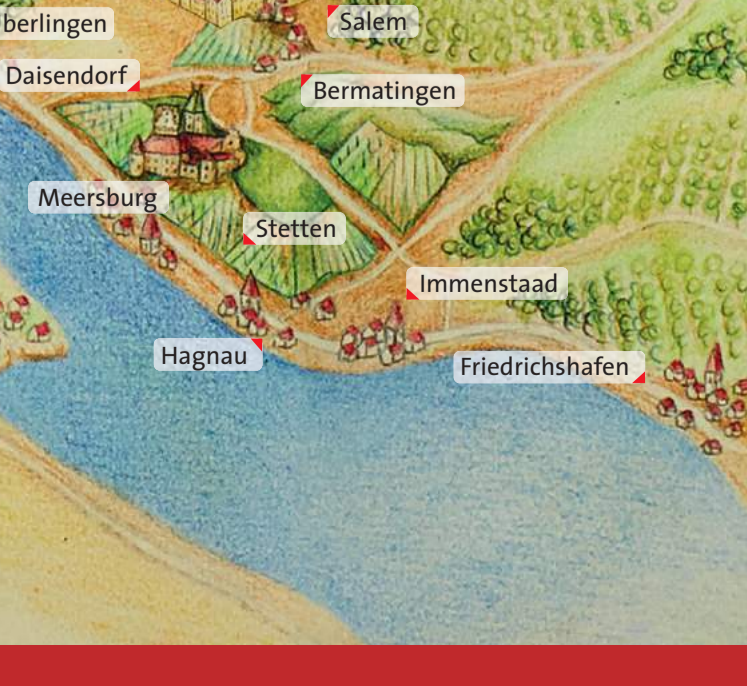 berlingen
Salem
Daisendorf
Bermatingen
Meersburg
Stetten
Immenstaad
Hagnau
Friedrichshafen